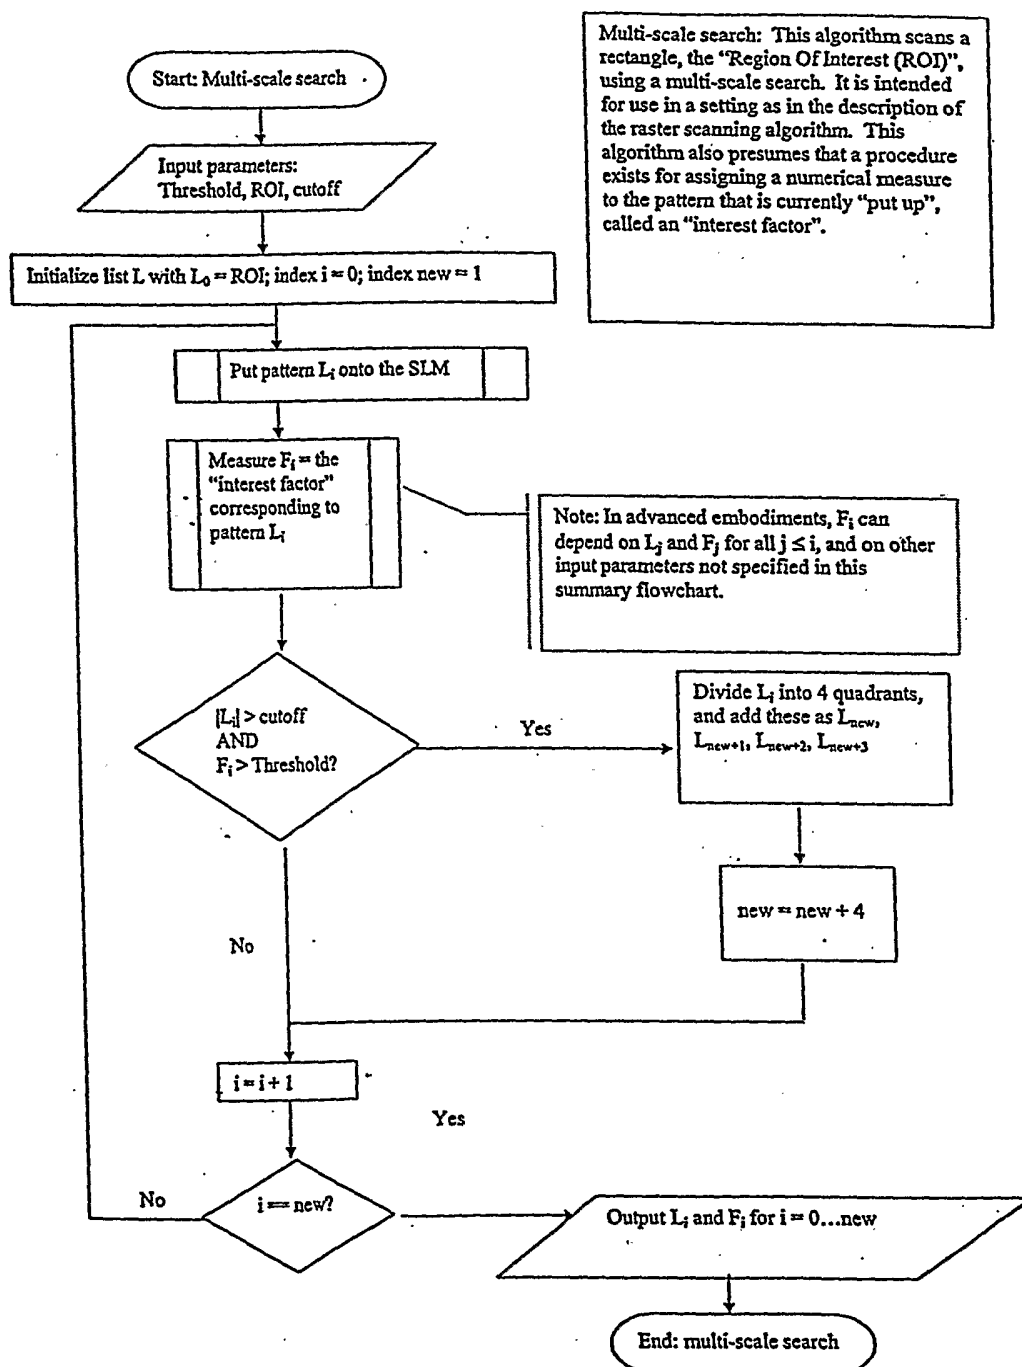 Start: Multi-scale search
Multi-scale search: This algorithm scans a
rectangle, the “Region Of Interest (ROI)”,
using a multi-scale search. It is intended
for use in a setting as in the description of
the raster scanning algorithm. This
algorithm also presumes that a procedure
exists for assigning a numerical measure
to the pattern that is currently “put up”,
called an “interest factor”.
Input parameters:
Threshold, ROI, cutoff
Initialize list L with L₀ = ROI; index i = 0; index new = 1
Put pattern Lᵢ onto the SLM
Measure Fᵢ = the
“interest factor”
corresponding to
pattern Lᵢ
Note: In advanced embodiments, Fᵢ can
depend on Lⱼ and Fⱼ for all j ≤ i, and on other
input parameters not specified in this
summary flowchart.
|Lᵢ| > cutoff
AND
Fᵢ > Threshold?
Yes
Divide Lᵢ into 4 quadrants,
and add these as Lnew,
Lnew+1, Lnew+2, Lnew+3
new = new + 4
No
i = i + 1
Yes
No
i == new?
Output Lᵢ and Fᵢ for i = 0...new
End: multi-scale search